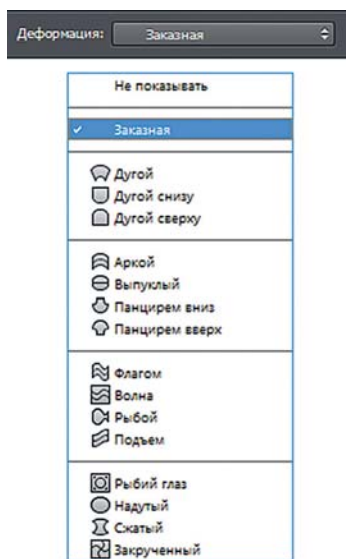 Деформация: Заказная
Не показывать
Заказная
Дугой
Дугой снизу
Дугой сверху
Аркой
Выпуклый
Панцирем вниз
Панцирем вверх
Флагом
Волна
Рыбой
Подъем
Рыбий глаз
Надутый
Сжатый
Закрученный